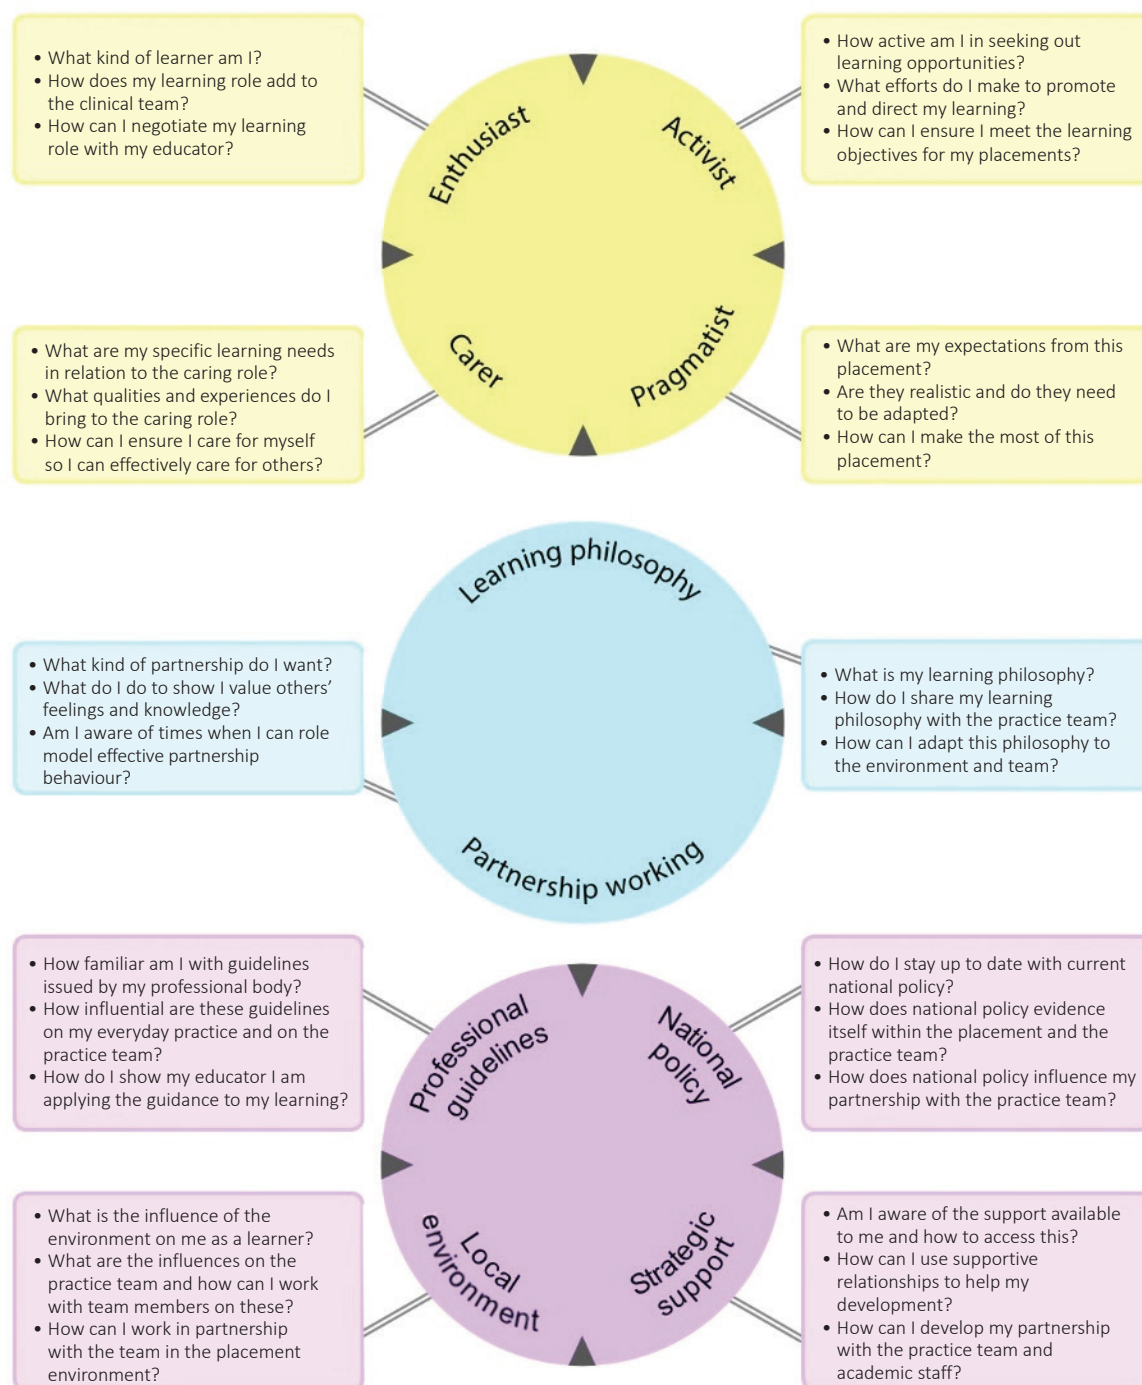 • What kind of learner am I?
• How does my learning role add to
the clinical team?
• How can I negotiate my learning
role with my educator?
• How active am I in seeking out
learning opportunities?
• What efforts do I make to promote
and direct my learning?
• How can I ensure I meet the learning
objectives for my placements?
Enthusiast
Activist
Carer
Pragmatist
• What are my specific learning needs
in relation to the caring role?
• What qualities and experiences do I
bring to the caring role?
• How can I ensure I care for myself
so I can effectively care for others?
• What are my expectations from this
placement?
• Are they realistic and do they need
to be adapted?
• How can I make the most of this
placement?
Learning philosophy
• What kind of partnership do I want?
• What do I do to show I value others’
feelings and knowledge?
• Am I aware of times when I can role
model effective partnership
behaviour?
• What is my learning philosophy?
• How do I share my learning
philosophy with the practice team?
• How can I adapt this philosophy to
the environment and team?
Partnership working
• How familiar am I with guidelines
issued by my professional body?
• How influential are these guidelines
on my everyday practice and on the
practice team?
• How do I show my educator I am
applying the guidance to my learning?
• How do I stay up to date with current
national policy?
• How does national policy evidence
itself within the placement and the
practice team?
• How does national policy influence my
partnership with the practice team?
Professional
guidelines
National
policy
Local
environment
Strategic
support
• What is the influence of the
environment on me as a learner?
• What are the influences on the
practice team and how can I work
with team members on these?
• How can I work in partnership
with the team in the placement
environment?
• Am I aware of the support available
to me and how to access this?
• How can I use supportive
relationships to help my
development?
• How can I develop my partnership
with the practice team and
academic staff?